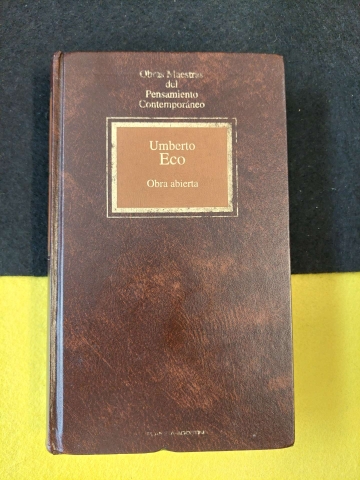 Obras Maestras
del
Pensamiento
Contemporáneo
Umberto
Eco
Obra abierta